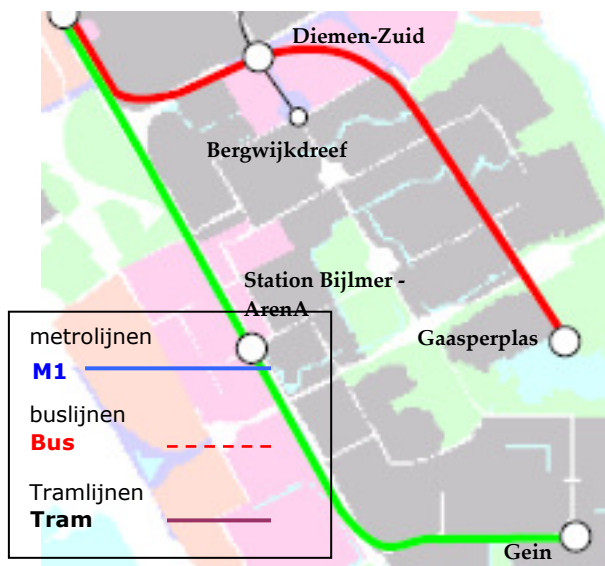 Diemen-Zuid
Bergwijkdreef
Station Bijlmer -
ArenA
Gaasperplas
Gein
metrolijnen
M1
buslijnen
Bus
Tramlijnen
Tram